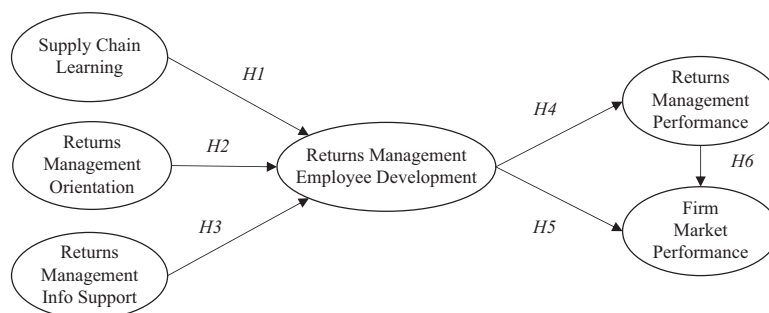 Supply Chain
Learning
H1
Returns
Management
Orientation
H2
Returns
Management
Info Support
H3
Returns Management
Employee Development
H4
H5
Returns
Management
Performance
H6
Firm
Market
Performance